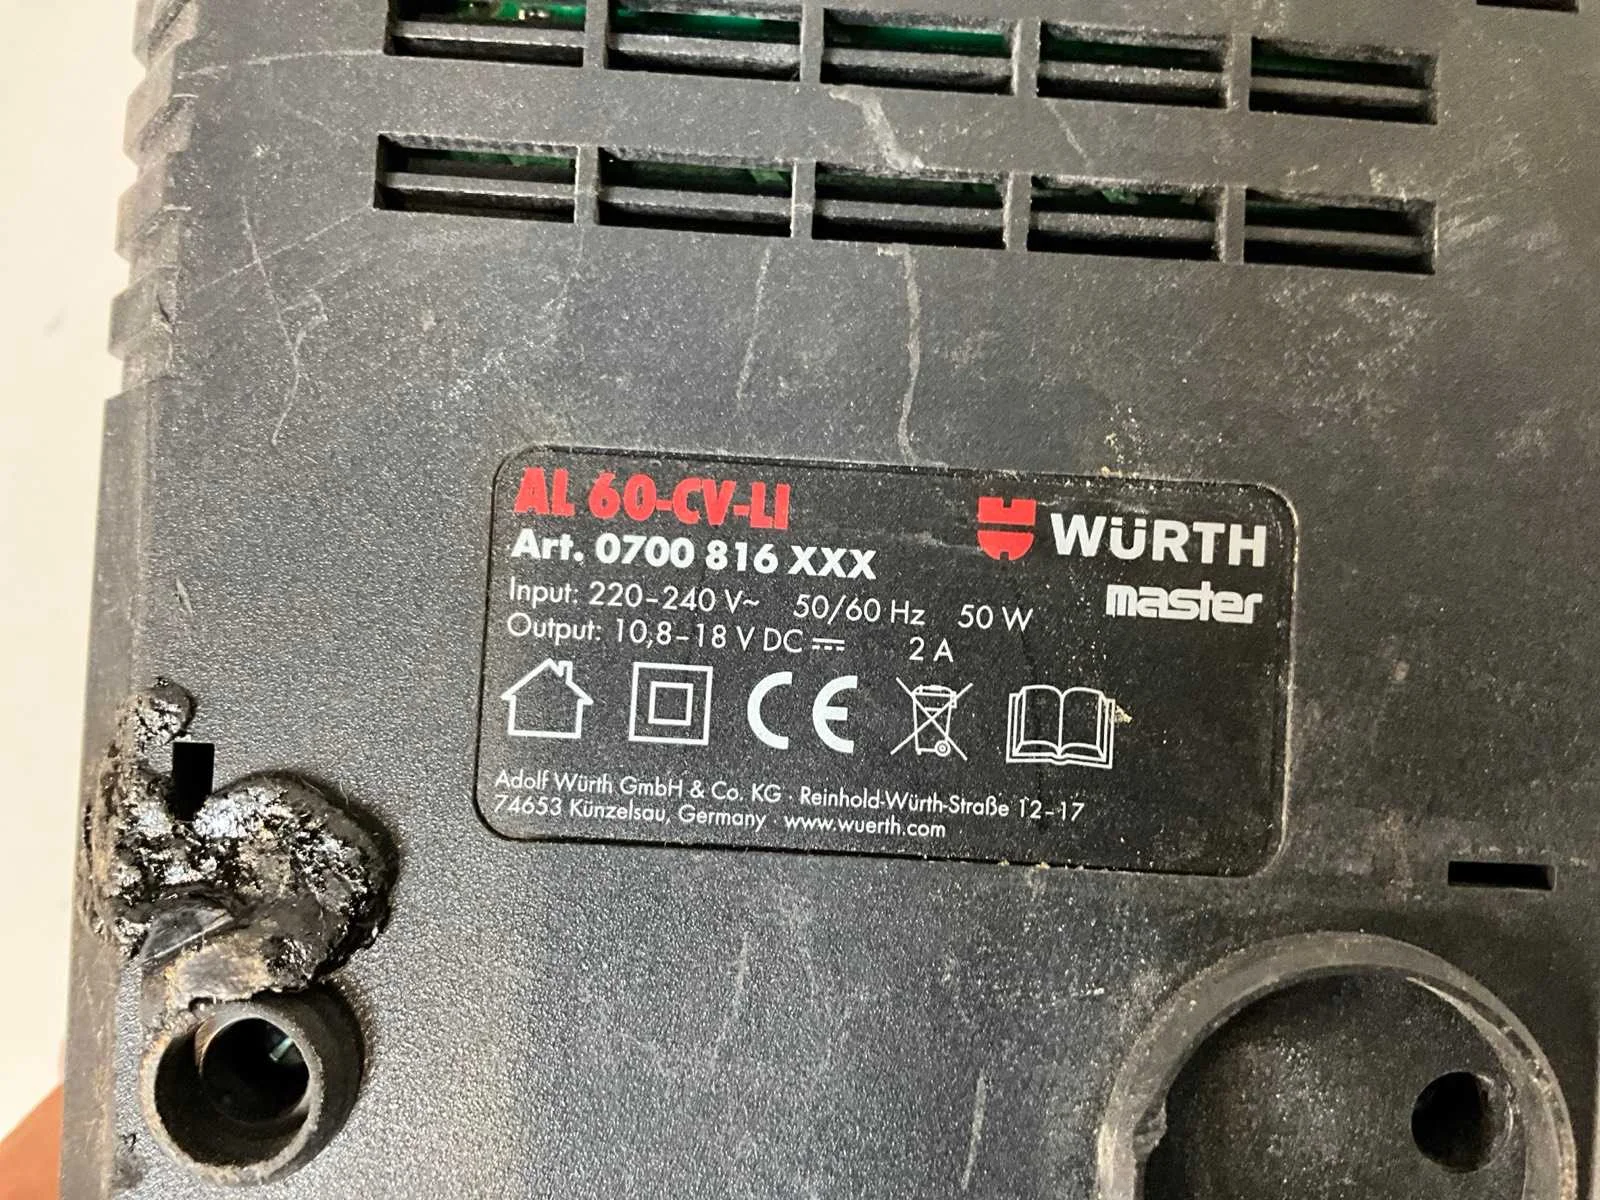 AL 60-CV-LI
Art. 0700 816 XXX
WÜRTH
master
Input: 220-240 V~ 50/60 Hz 50 W
Output: 10,8-18 V DC ⎓ 2 A
CE
Adolf Würth GmbH & Co. KG · Reinhold-Würth-Straße 12-17
74653 Künzelsau, Germany · www.wuerth.com